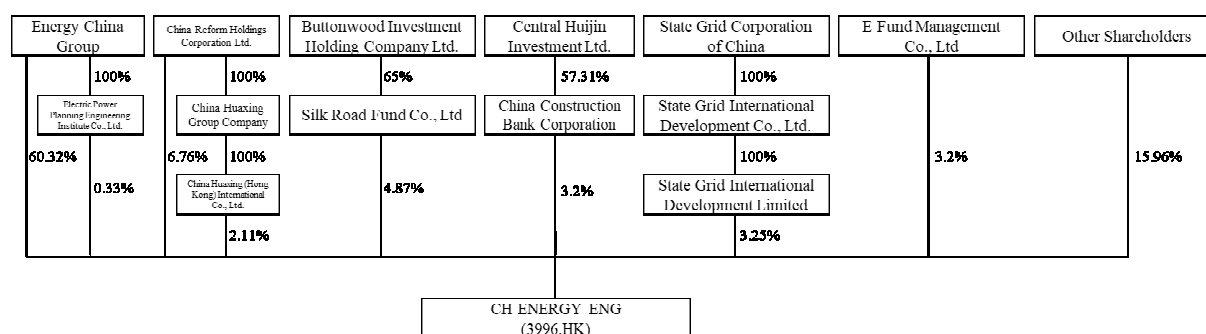 Energy China
Group
China Reform Holdings
Corporation Ltd.
Buttonwood Investment
Holding Company Ltd.
Central Huijin
Investment Ltd.
State Grid Corporation
of China
E Fund Management
Co., Ltd
Other Shareholders
100%
100%
65%
57.31%
100%
Electric Power
Planning Engineering
Institute Co., Ltd.
China Huaxing
Group Company
Silk Road Fund Co., Ltd
China Construction
Bank Corporation
State Grid International
Development Co., Ltd.
60.32%
6.76%
100%
100%
3.2%
15.96%
0.33%
China Huaxing (Hong
Kong) International
Co., Ltd.
4.87%
3.2%
State Grid International
Development Limited
2.11%
3.25%
CH ENERGY ENG
(3996.HK)